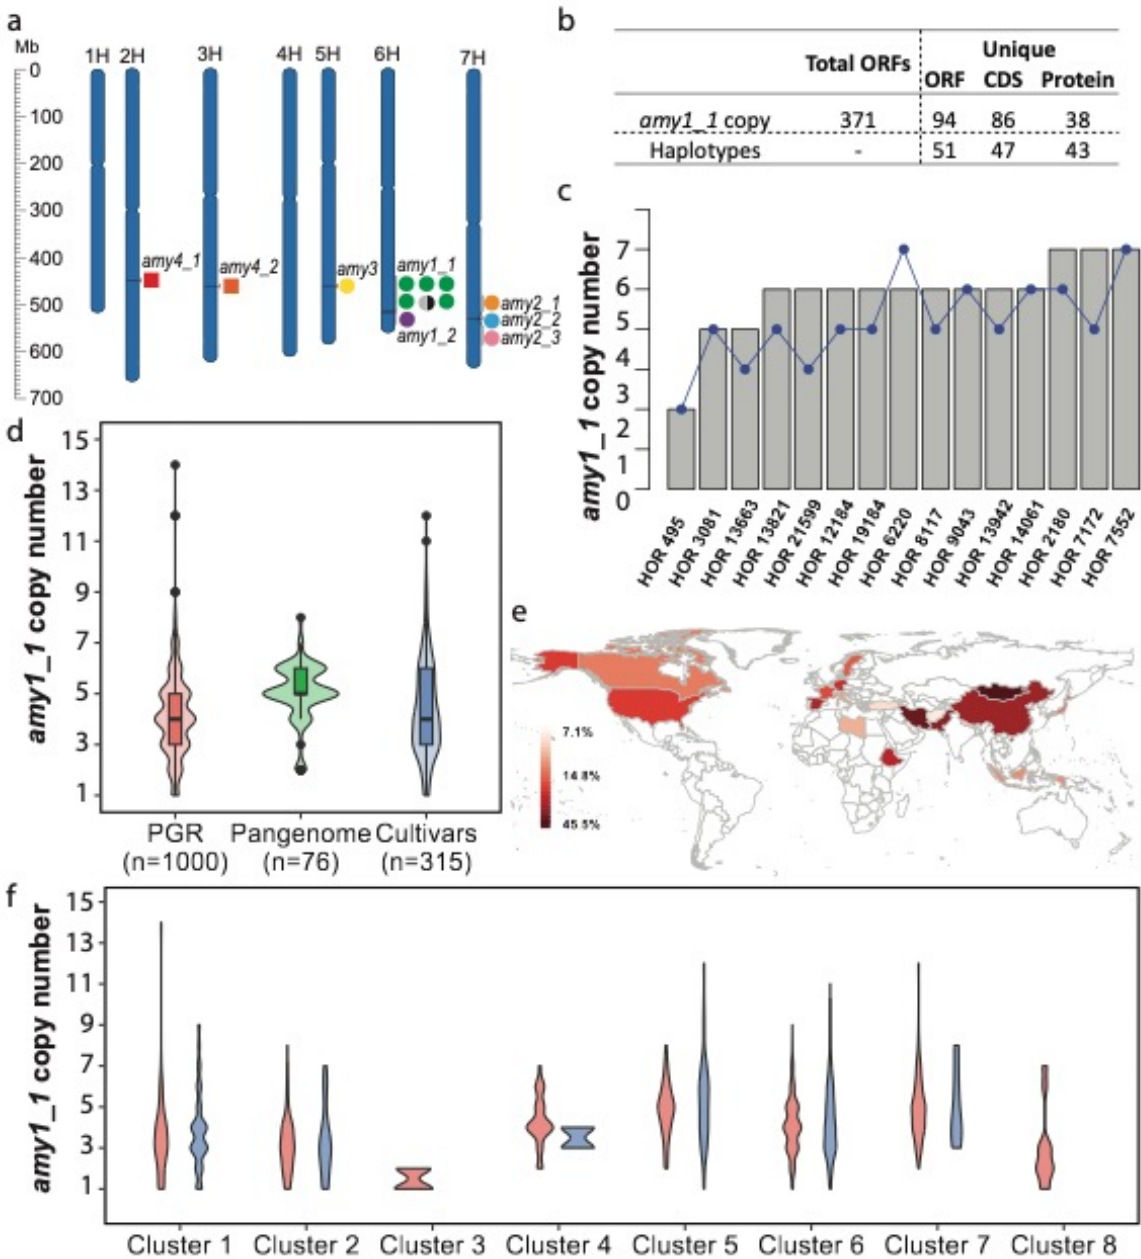 a
Mb
1H 2H 3H 4H 5H 6H 7H
0
100
200
300
400
500
600
700
amy4_1
amy4_2
amy3
amy1_1
amy1_2
amy2_1
amy2_2
amy2_3
b
Unique
Total ORFs
ORF CDS Protein
amy1_1 copy 371 94 86 38
Haplotypes - 51 47 43
c
amy1_1 copy number
7
6
5
4
3
2
1
0
HOR 495
HOR 3081
HOR 13663
HOR 13821
HOR 21599
HOR 12184
HOR 19184
HOR 6220
HOR 8117
HOR 9043
HOR 13942
HOR 14061
HOR 2180
HOR 7172
HOR 7552
d
amy1_1 copy number
15
13
11
9
7
5
3
1
PGR Pangenome Cultivars
(n=1000) (n=76) (n=315)
e
7.1%
14.8%
45.5%
f
amy1_1 copy number
15
13
11
9
7
5
3
1
Cluster 1 Cluster 2 Cluster 3 Cluster 4 Cluster 5 Cluster 6 Cluster 7 Cluster 8